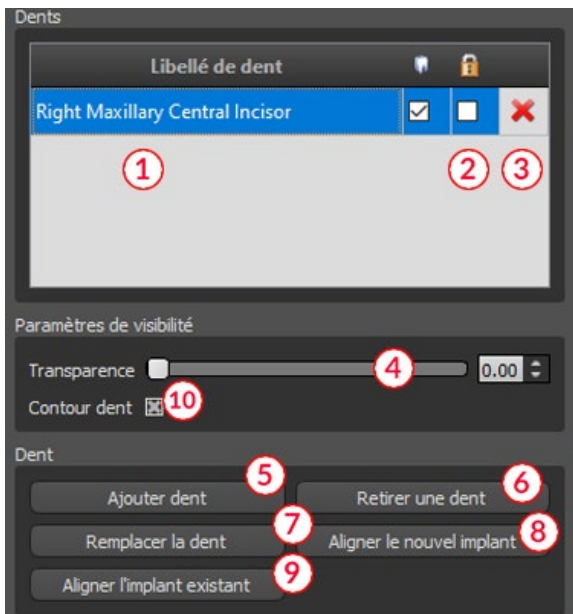 Dents
Libellé de dent
Right Maxillary Central Incisor
1 2 3
Paramètres de visibilité
Transparence 4 0.00
Contour dent 10
Dent
5 6
Ajouter dent Retirer une dent
7 8
Remplacer la dent Aligner le nouvel implant
9
Aligner l'implant existant